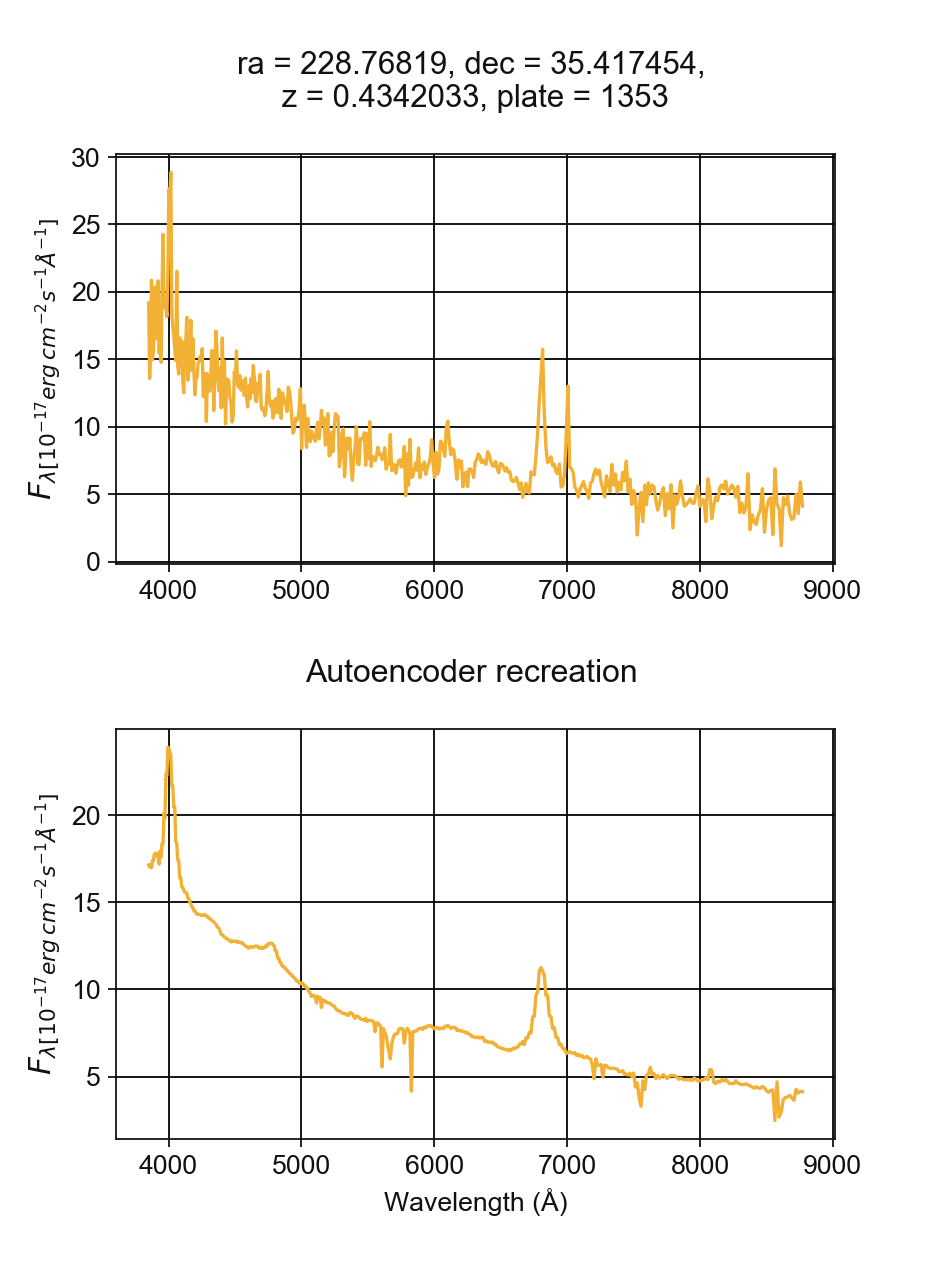 ra = 228.76819, dec = 35.417454,
z = 0.4342033, plate = 1353
30
25
20
15
10
5
0
F_λ[10^{-17} erg cm^{-2} s^{-1} Å^{-1}]
4000 5000 6000 7000 8000 9000
Autoencoder recreation
20
15
10
5
F_λ[10^{-17} erg cm^{-2} s^{-1} Å^{-1}]
4000 5000 6000 7000 8000 9000
Wavelength (Å)